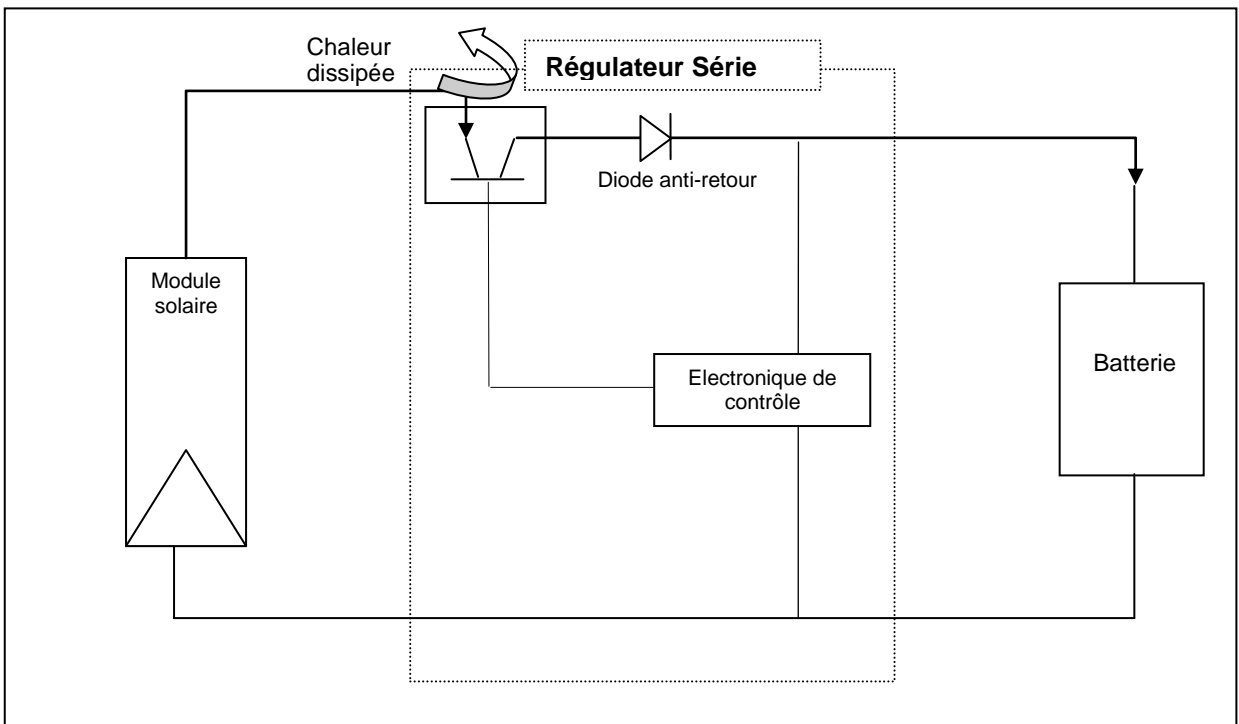 Chaleur
dissipée
Régulateur Série
Diode anti-retour
Module
solaire
Electronique de
contrôle
Batterie